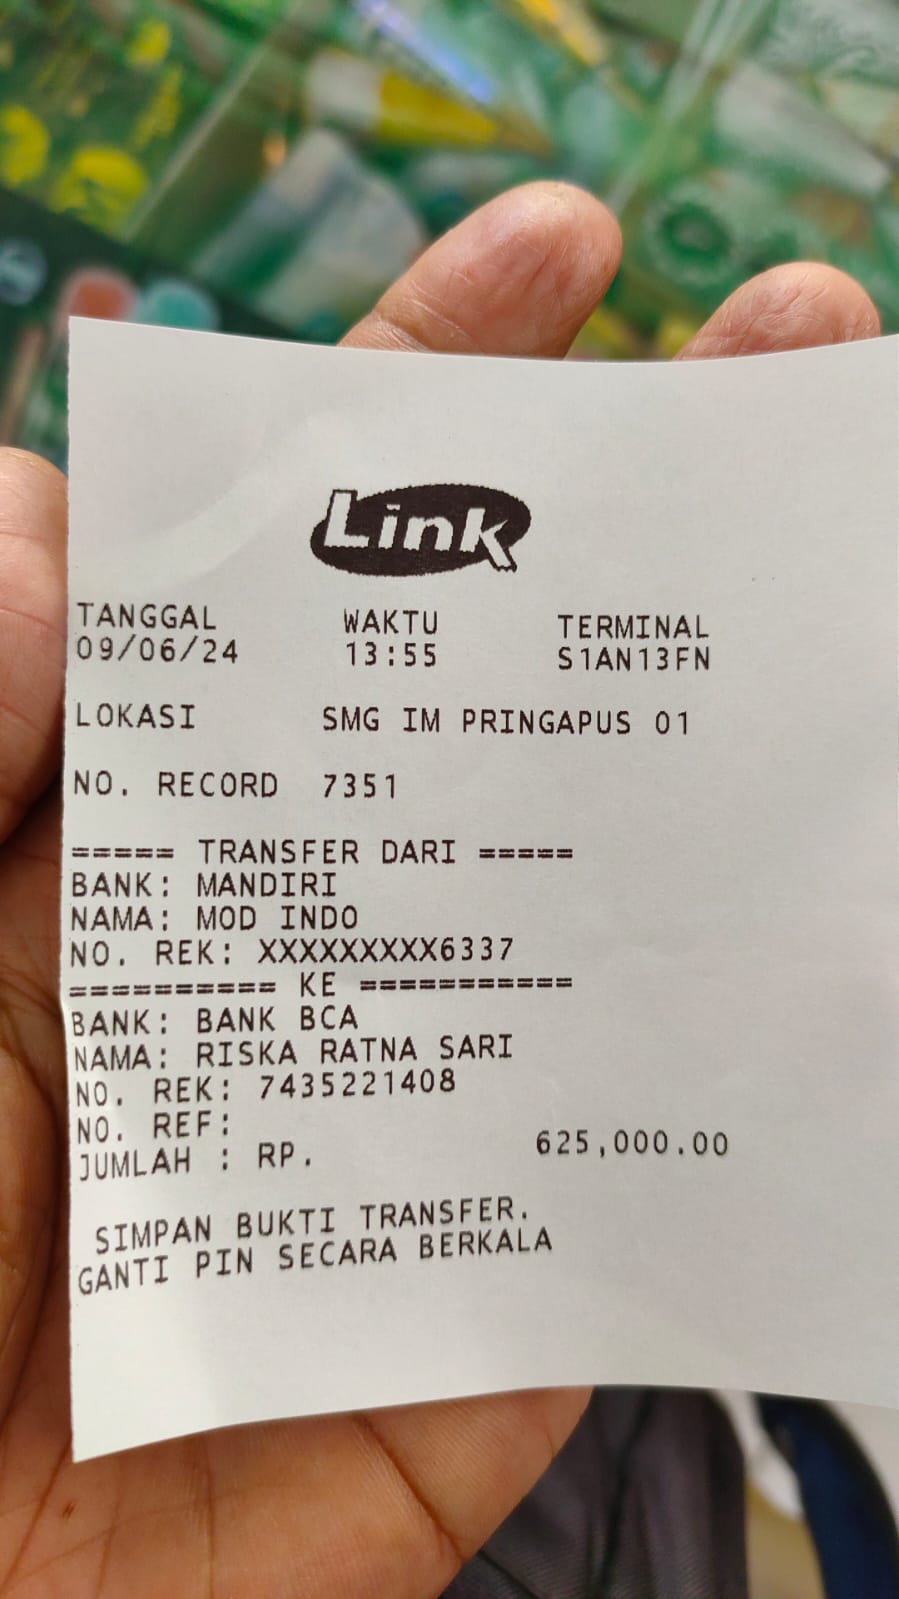 Link
TANGGAL WAKTU TERMINAL
09/06/24 13:55 S1AN13FN
LOKASI SMG IM PRINGAPUS 01
NO. RECORD 7351
===== TRANSFER DARI =====
BANK: MANDIRI
NAMA: MOD INDO
NO. REK: XXXXXXXXX6337
========== KE ===========
BANK: BANK BCA
NAMA: RISKA RATNA SARI
NO. REK: 7435221408
NO. REF:
JUMLAH : RP. 625,000.00
SIMPAN BUKTI TRANSFER.
GANTI PIN SECARA BERKALA